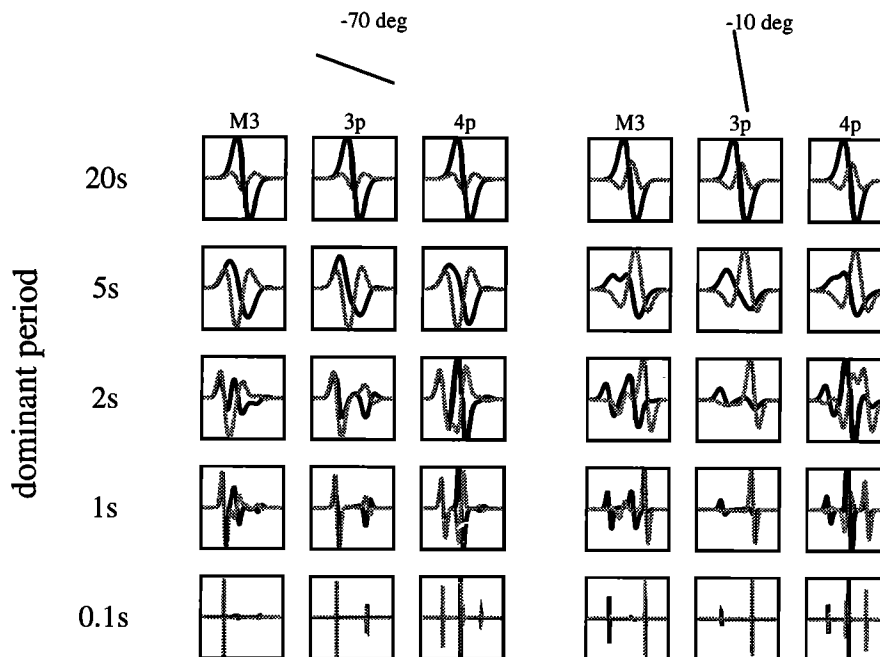 -70 deg -10 deg
M3 3p 4p M3 3p 4p
20s
5s
2s
1s
0.1s
dominant period